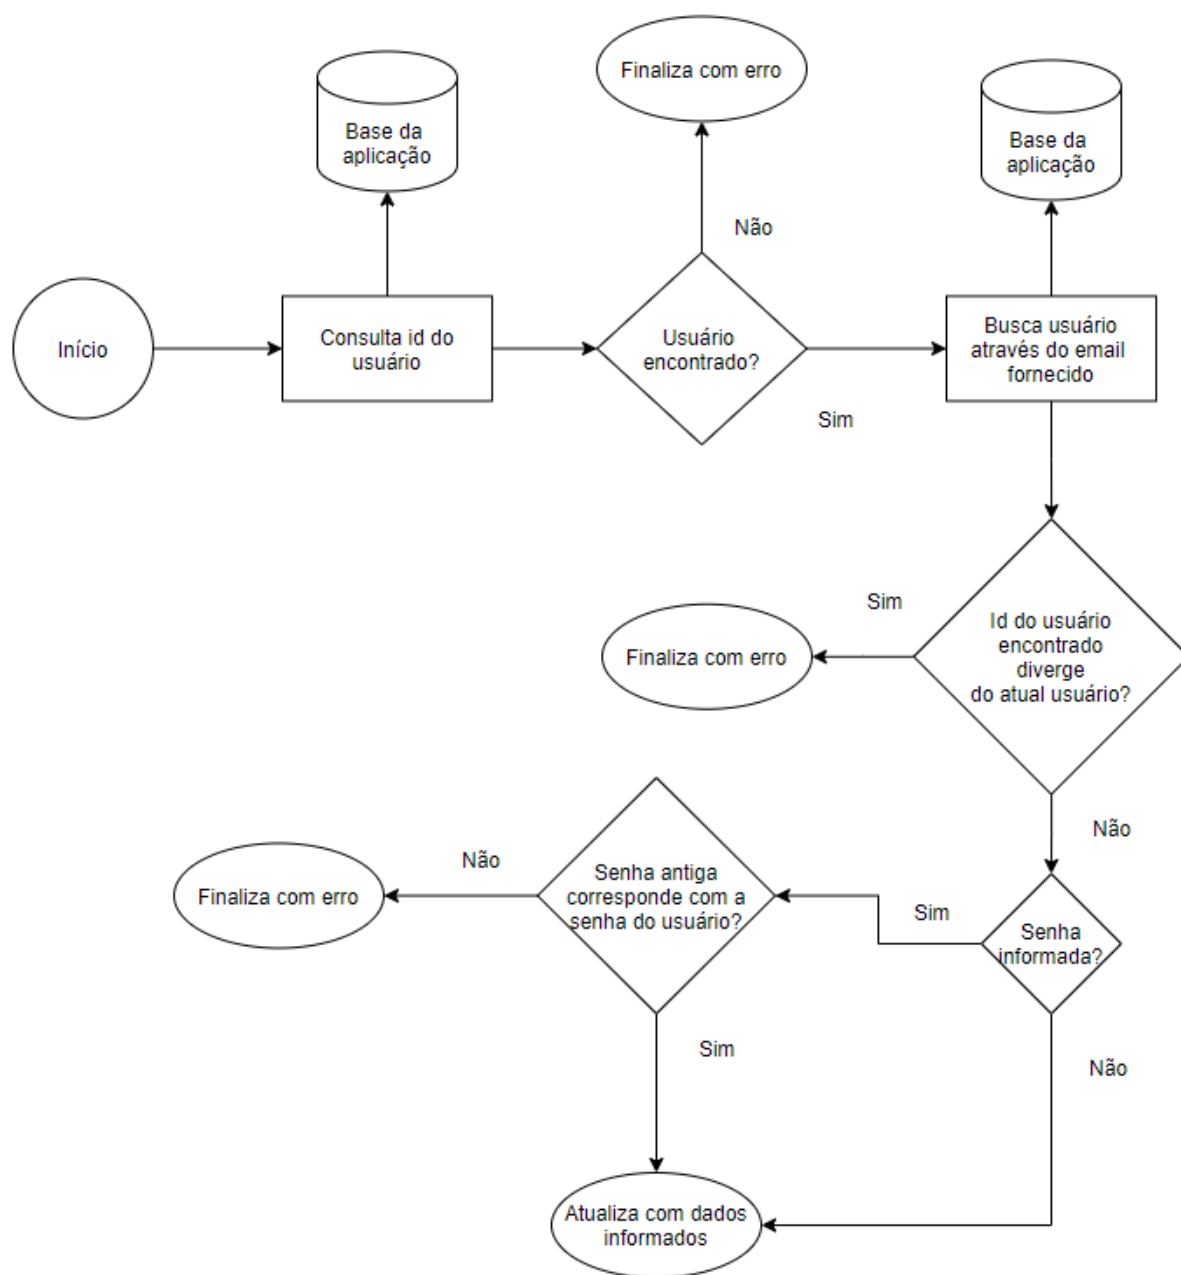 Finaliza com erro
Base da
aplicação
Base da
aplicação
Não
Início
Consulta id do
usuário
Usuário
encontrado?
Busca usuário
através do email
fornecido
Sim
Sim
Id do usuário
encontrado
diverge
do atual usuário?
Finaliza com erro
Não
Não
Senha antiga
corresponde com a
senha do usuário?
Finaliza com erro
Sim
Senha
informada?
Sim
Não
Atualiza com dados
informados